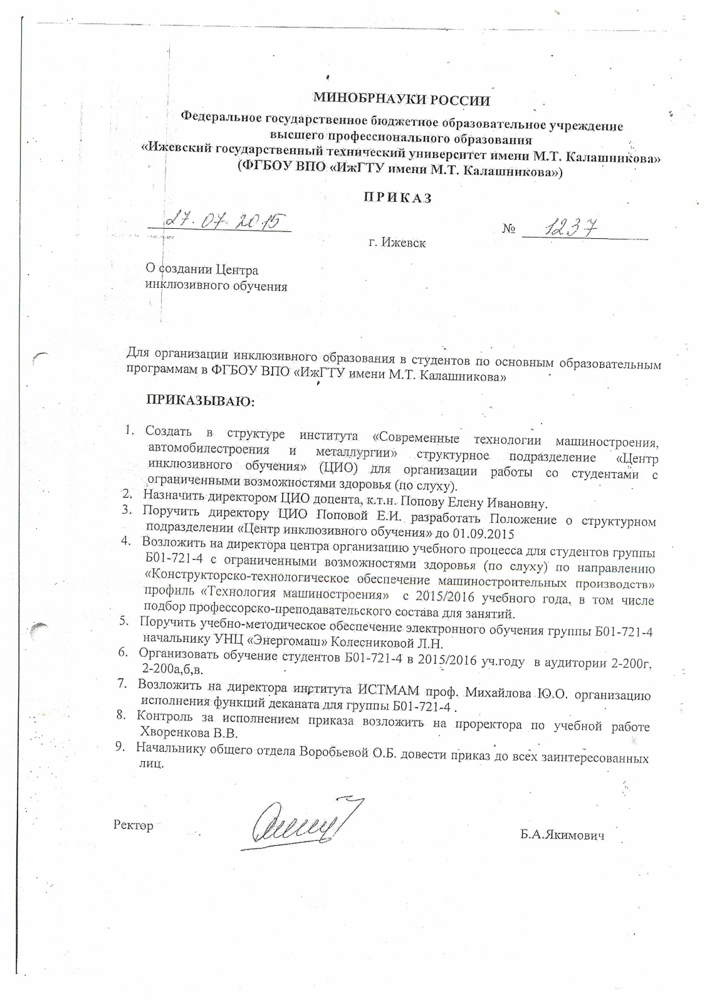 МИНОБРНАУКИ РОССИИ
Федеральное государственное бюджетное образовательное учреждение
высшего профессионального образования
«Ижевский государственный технический университет имени М.Т. Калашникова»
(ФГБОУ ВПО «ИжГТУ имени М.Т. Калашникова»)
ПРИКАЗ
27.07.2015
№ 1237
г. Ижевск
О создании Центра
инклюзивного обучения
Для организации инклюзивного образования в студентов по основным образовательным
программам в ФГБОУ ВПО «ИжГТУ имени М.Т. Калашникова»
ПРИКАЗЫВАЮ:
1. Создать в структуре института «Современные технологии машиностроения,
автомобилестроения и металлургии» структурное подразделение «Центр
инклюзивного обучения» (ЦИО) для организации работы со студентами с
ограниченными возможностями здоровья (по слуху).
2. Назначить директором ЦИО доцента, к.т.н. Попову Елену Ивановну.
3. Поручить директору ЦИО Поповой Е.И. разработать Положение о структурном
подразделении «Центр инклюзивного обучения» до 01.09.2015
4. Возложить на директора центра организацию учебного процесса для студентов группы
Б01-721-4 с ограниченными возможностями здоровья (по слуху) по направлению
«Конструкторско-технологическое обеспечение машиностроительных производств»
профиль «Технология машиностроения» с 2015/2016 учебного года, в том числе
подбор профессорско-преподавательского состава для занятий.
5. Поручить учебно-методическое обеспечение электронного обучения группы Б01-721-4
начальнику УНЦ «Энергомаш» Колесниковой Л.Н.
6. Организовать обучение студентов Б01-721-4 в 2015/2016 уч.году в аудитории 2-200г,
2-200а,б,в.
7. Возложить на директора института ИСТМАМ проф. Михайлова Ю.О. организацию
исполнения функций деканата для группы Б01-721-4 .
8. Контроль за исполнением приказа возложить на проректора по учебной работе
Хворенкова В.В.
9. Начальнику общего отдела Воробьевой О.Б. довести приказ до всех заинтересованных
лиц.
Ректор
Б.А.Якимович